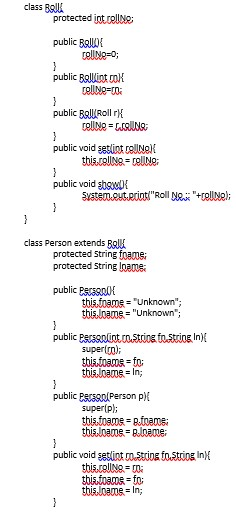 class Roll{
protected int rollNo;
public Roll(){
rollNo=0;
}
public Roll(int rn){
rollNo=rn;
}
public Roll(Roll r){
rollNo = r.rollNo;
}
public void set(int rollNo){
this.rollNo = rollNo;
}
public void show(){
System.out.print("Roll No :: "+rollNo);
}
}
class Person extends Roll{
protected String fname;
protected String lname;
public Person(){
this.fname = "Unknown";
this.lname = "Unknown";
}
public Person(int rn,String fn,String ln){
super(rn);
this.fname = fn;
this.lname = ln;
}
public Person(Person p){
super(p);
this.fname = p.fname;
this.lname = p.lname;
}
public void set(int rn,String fn,String ln){
this.rollNo = rn;
this.fname = fn;
this.lname = ln;
}